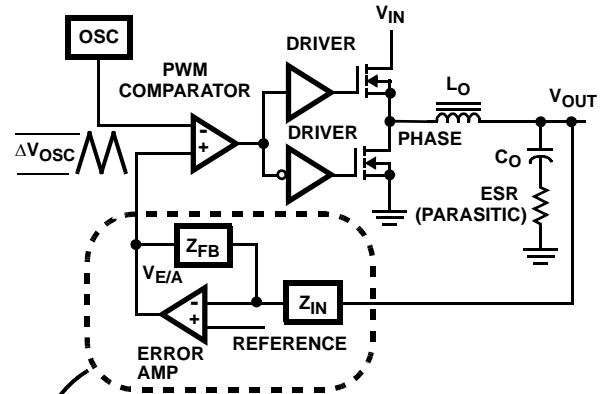 OSC
V_IN
DRIVER
PWM
COMPARATOR
L_O
V_OUT
-
+
DRIVER
PHASE
ΔV_OSC
C_O
ESR
(PARASITIC)
Z_FB
V_E/A
-
+
Z_IN
REFERENCE
ERROR
AMP